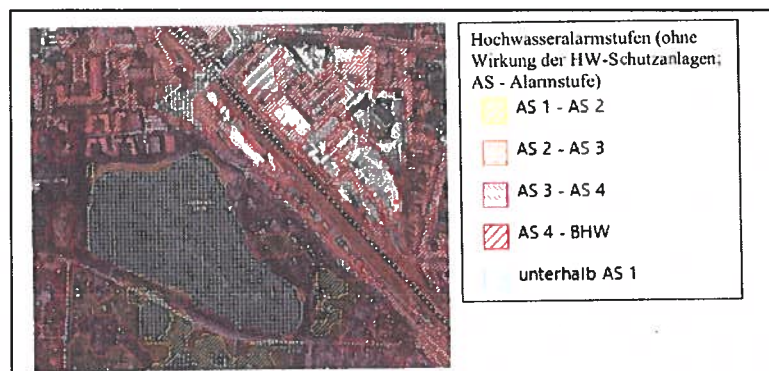 Hochwasseralarmstufen (ohne
Wirkung der HW-Schutzanlagen;
AS - Alarmstufe)
AS 1 - AS 2
AS 2 - AS 3
AS 3 - AS 4
AS 4 - BHW
unterhalb AS 1